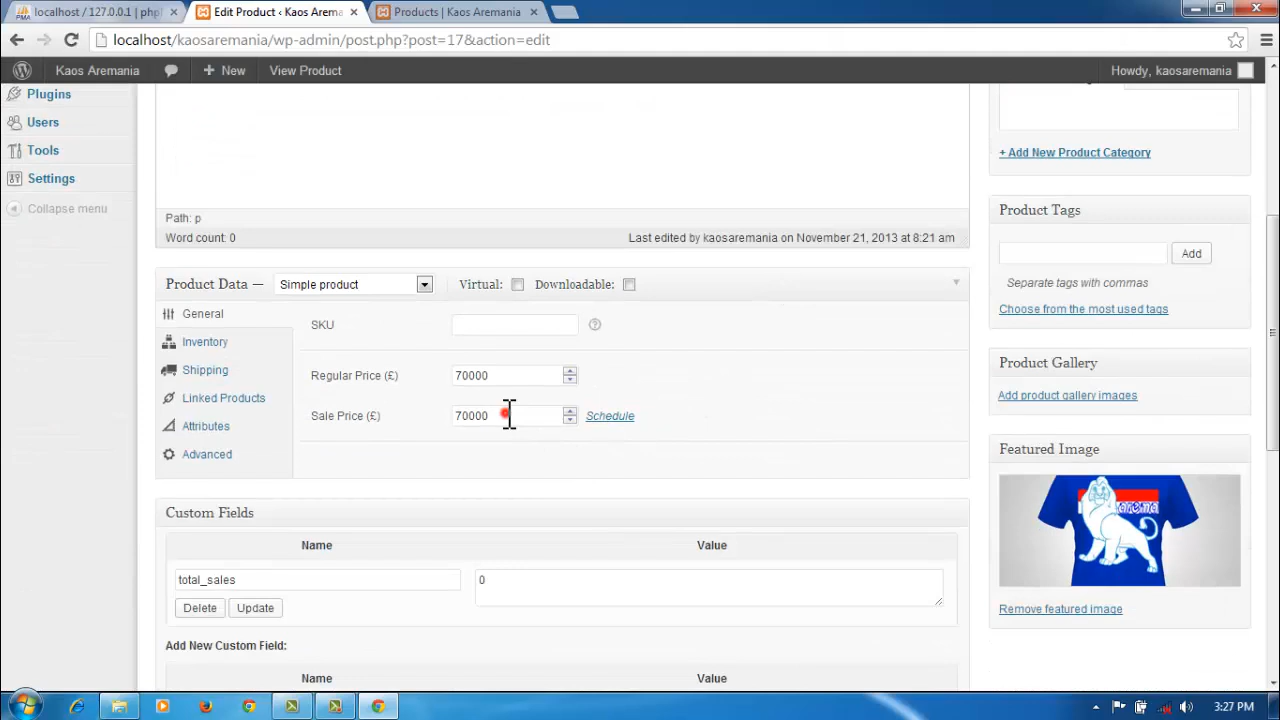 localhost / 127.0.0.1 | ph
Edit Product ‹ Kaos Arem
Products | Kaos Aremania
localhost/kaosaremania/wp-admin/post.php?post=17&action=edit
Kaos Aremania
New
View Product
Howdy, kaosaremania
Plugins
Users
Tools
Settings
Collapse menu
Path: p
Word count: 0
Last edited by kaosaremania on November 21, 2013 at 8:21 am
Product Data —
Simple product
Virtual:
Downloadable:
General
Inventory
Shipping
Linked Products
Attributes
Advanced
SKU
Regular Price (£)
70000
Sale Price (£)
70000
Schedule
Custom Fields
Name
Value
total_sales
0
Delete
Update
Add New Custom Field:
Name
Value
+ Add New Product Category
Product Tags
Add
Separate tags with commas
Choose from the most used tags
Product Gallery
Add product gallery images
Featured Image
Remove featured image
3:27 PM